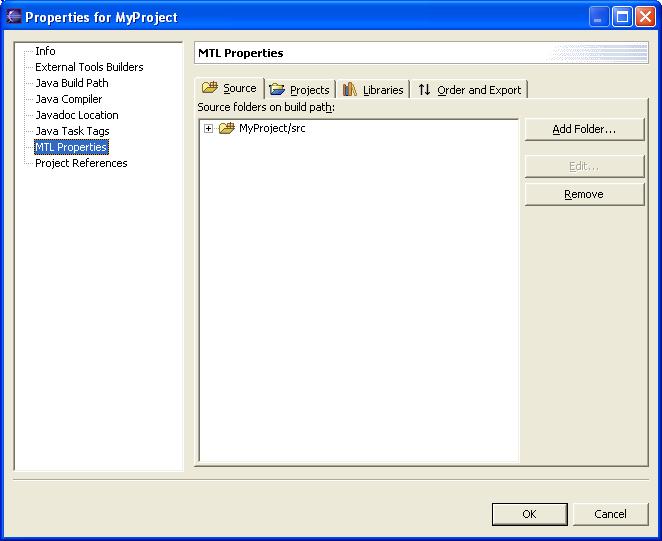 Properties for MyProject
Info
External Tools Builders
Java Build Path
Java Compiler
Javadoc Location
Java Task Tags
MTL Properties
Project References
MTL Properties
Source Projects Libraries Order and Export
Source folders on build path:
MyProject/src
Add Folder...
Edit...
Remove
OK Cancel